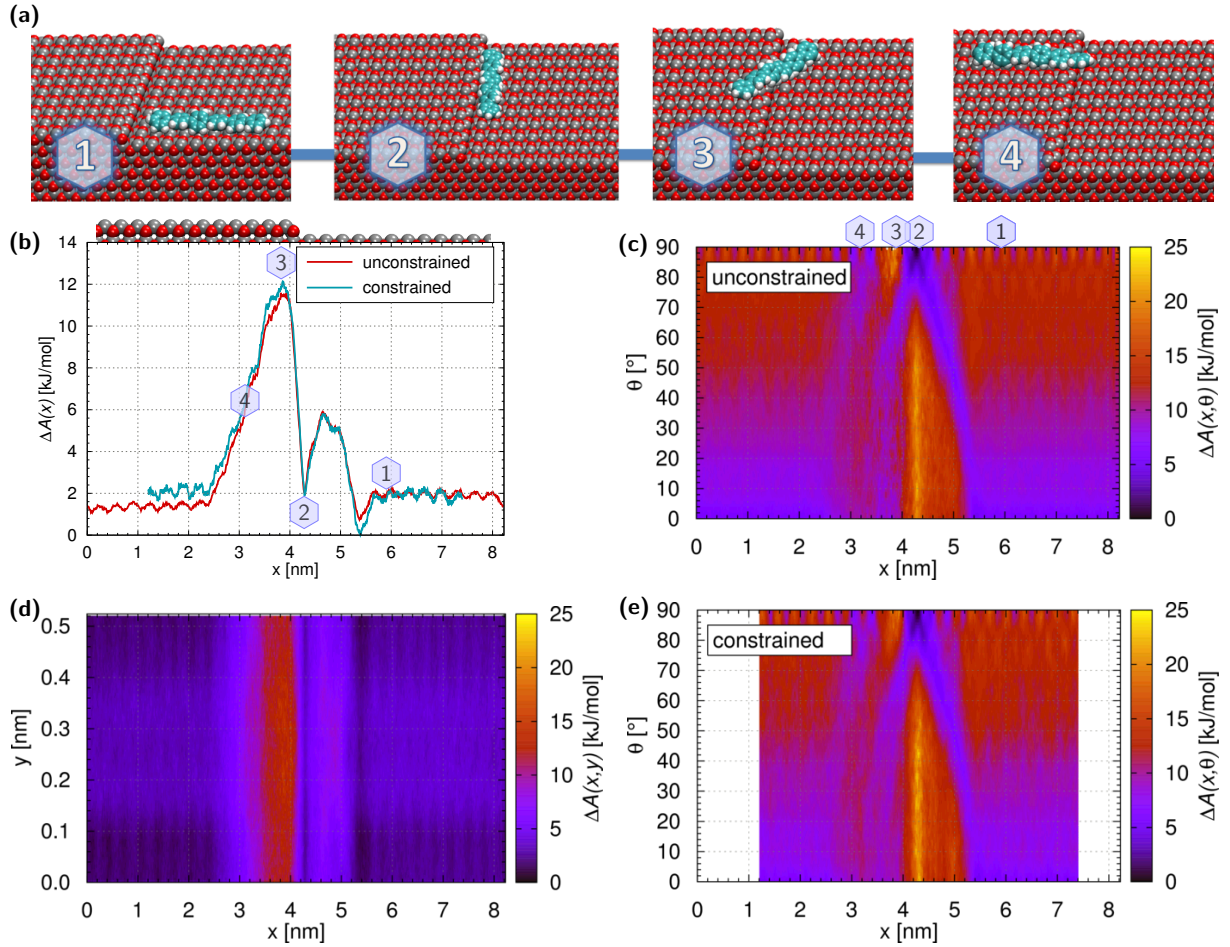 (a)
1
2
3
4
(b)
14
12
10
8
6
4
2
0
ΔA(x) [kJ/mol]
unconstrained
constrained
3
4
1
2
0 1 2 3 4 5 6 7 8
x [nm]
(c)
4 3 2 1
unconstrained
90
80
70
60
50
40
30
20
10
0
θ [°]
0 1 2 3 4 5 6 7 8
x [nm]
25
20
15
10
5
0
ΔA(x,θ) [kJ/mol]
(d)
0.5
0.4
0.3
0.2
0.1
0.0
y [nm]
0 1 2 3 4 5 6 7 8
x [nm]
25
20
15
10
5
0
ΔA(x,y) [kJ/mol]
(e)
constrained
90
80
70
60
50
40
30
20
10
0
θ [°]
0 1 2 3 4 5 6 7 8
x [nm]
25
20
15
10
5
0
ΔA(x,θ) [kJ/mol]